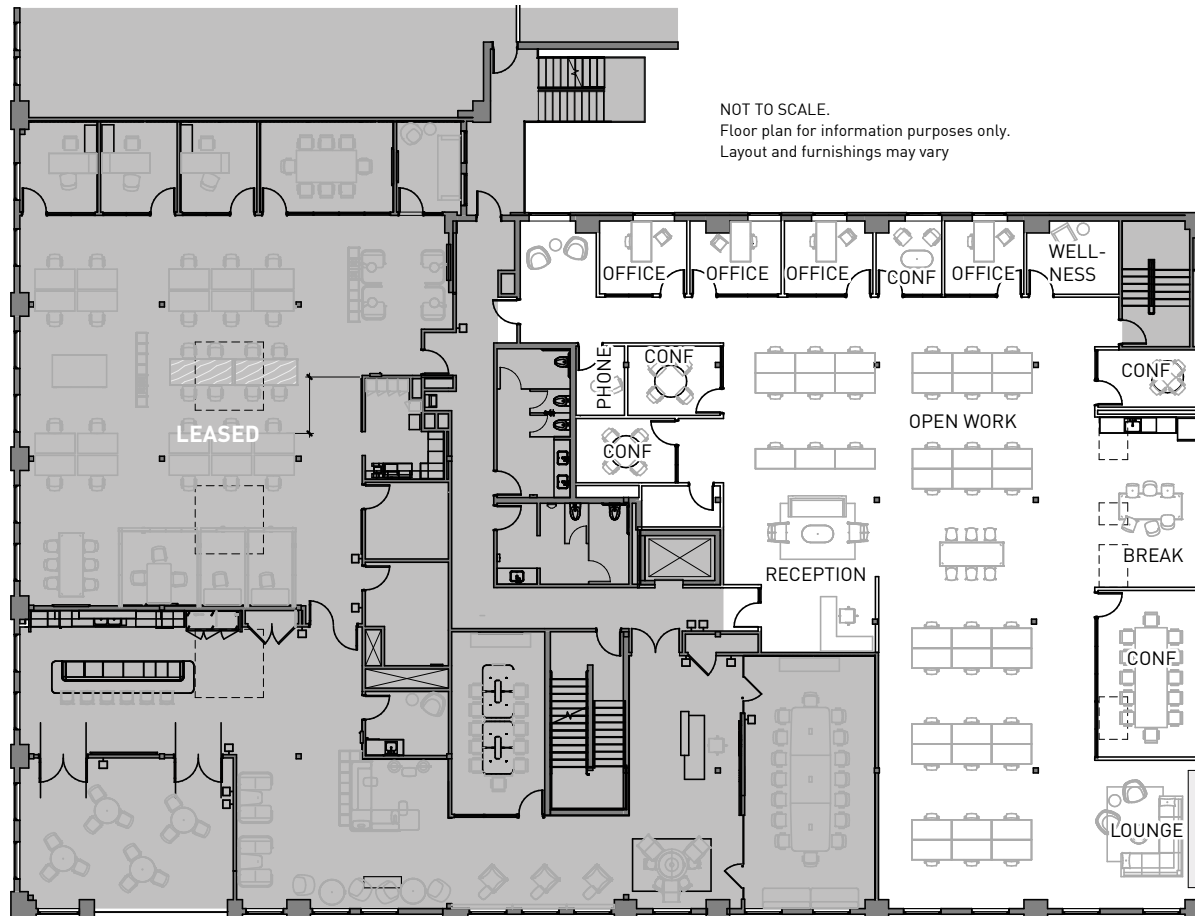 NOT TO SCALE.
Floor plan for information purposes only.
Layout and furnishings may vary
OFFICE
OFFICE
OFFICE
CONF
OFFICE
WELL-
NESS
PHONE
CONF
CONF
CONF
OPEN WORK
LEASED
BREAK
RECEPTION
CONF
LOUNGE